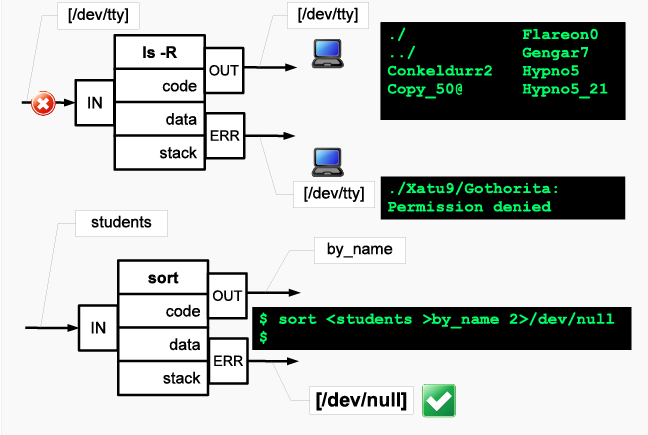 [/dev/tty]
[/dev/tty]
ls -R
OUT
IN
code
data
ERR
stack
./ Flareon0
../ Gengar7
Conkeldurr2 Hypno5
Copy_50@ Hypno5_21
[/dev/tty]
./Xatu9/Gothorita:
Permission denied
students
by_name
sort
OUT
IN
code
data
ERR
stack
$ sort <students >by_name 2>/dev/null
$
[/dev/null]